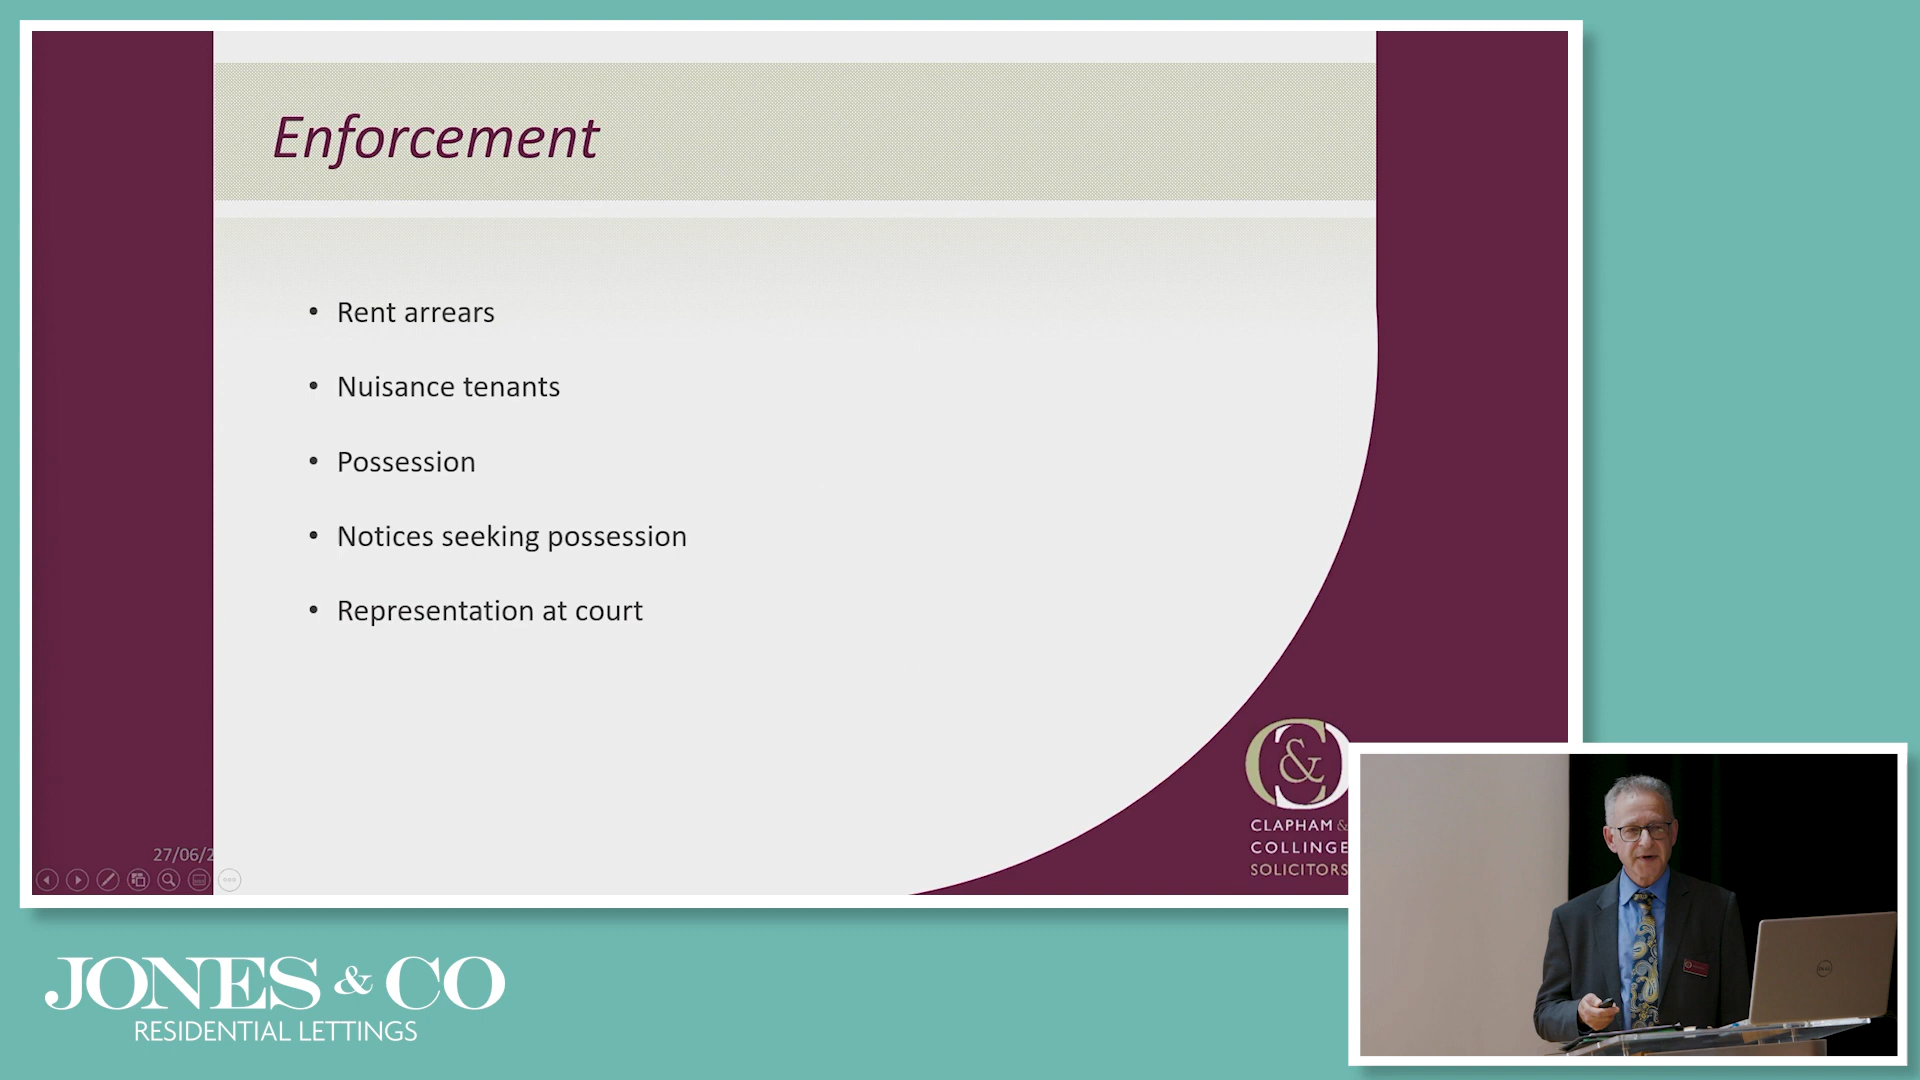 Enforcement
• Rent arrears
• Nuisance tenants
• Possession
• Notices seeking possession
• Representation at court
27/06/2
C&C
CLAPHAM &
COLLINGE
SOLICITORS
JONES & CO
RESIDENTIAL LETTINGS
DELL